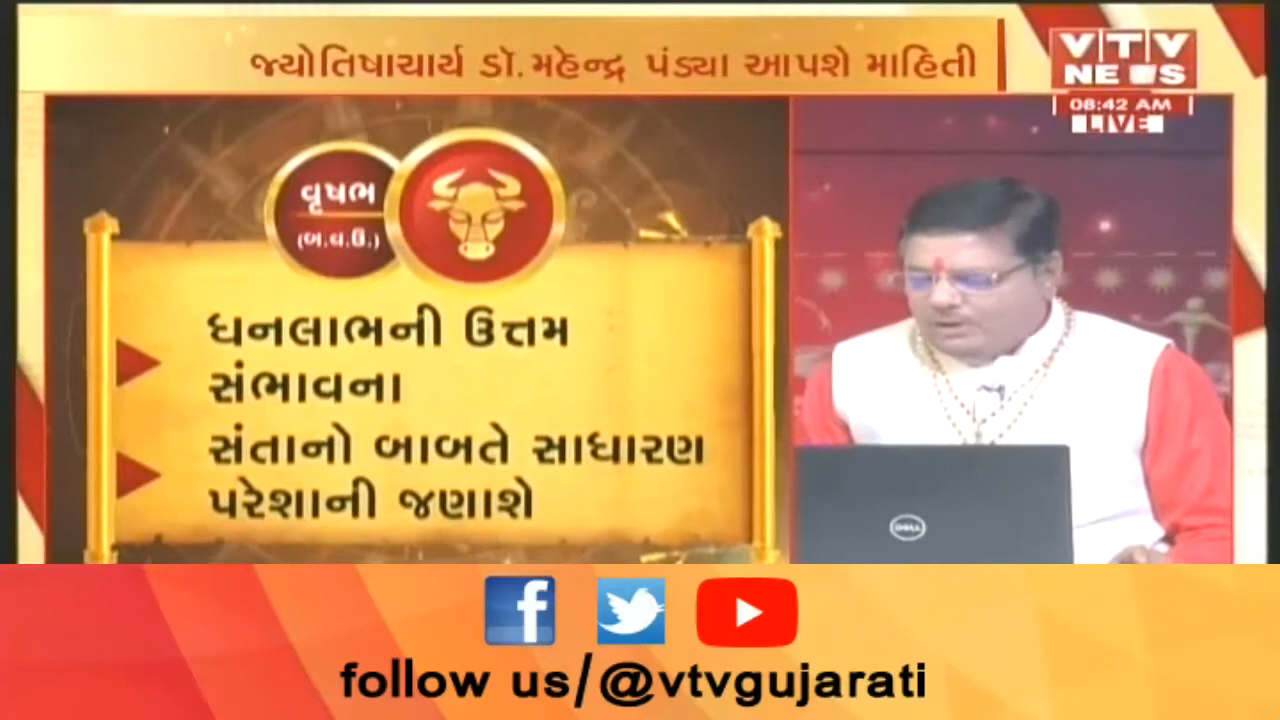 જ્યોતિષાચાર્ય ડૉ. મહેન્દ્ર પંડ્યા આપશે માહિતી
VTV
NEWS
08:42 AM
LIVE
વૃષભ
(બ.વ.ઉ.)
ધનલાભની ઉત્તમ
સંભાવના
સંતાનો બાબતે સાધારણ
પરેશાની જણાશે
DELL
follow us/@vtvgujarati